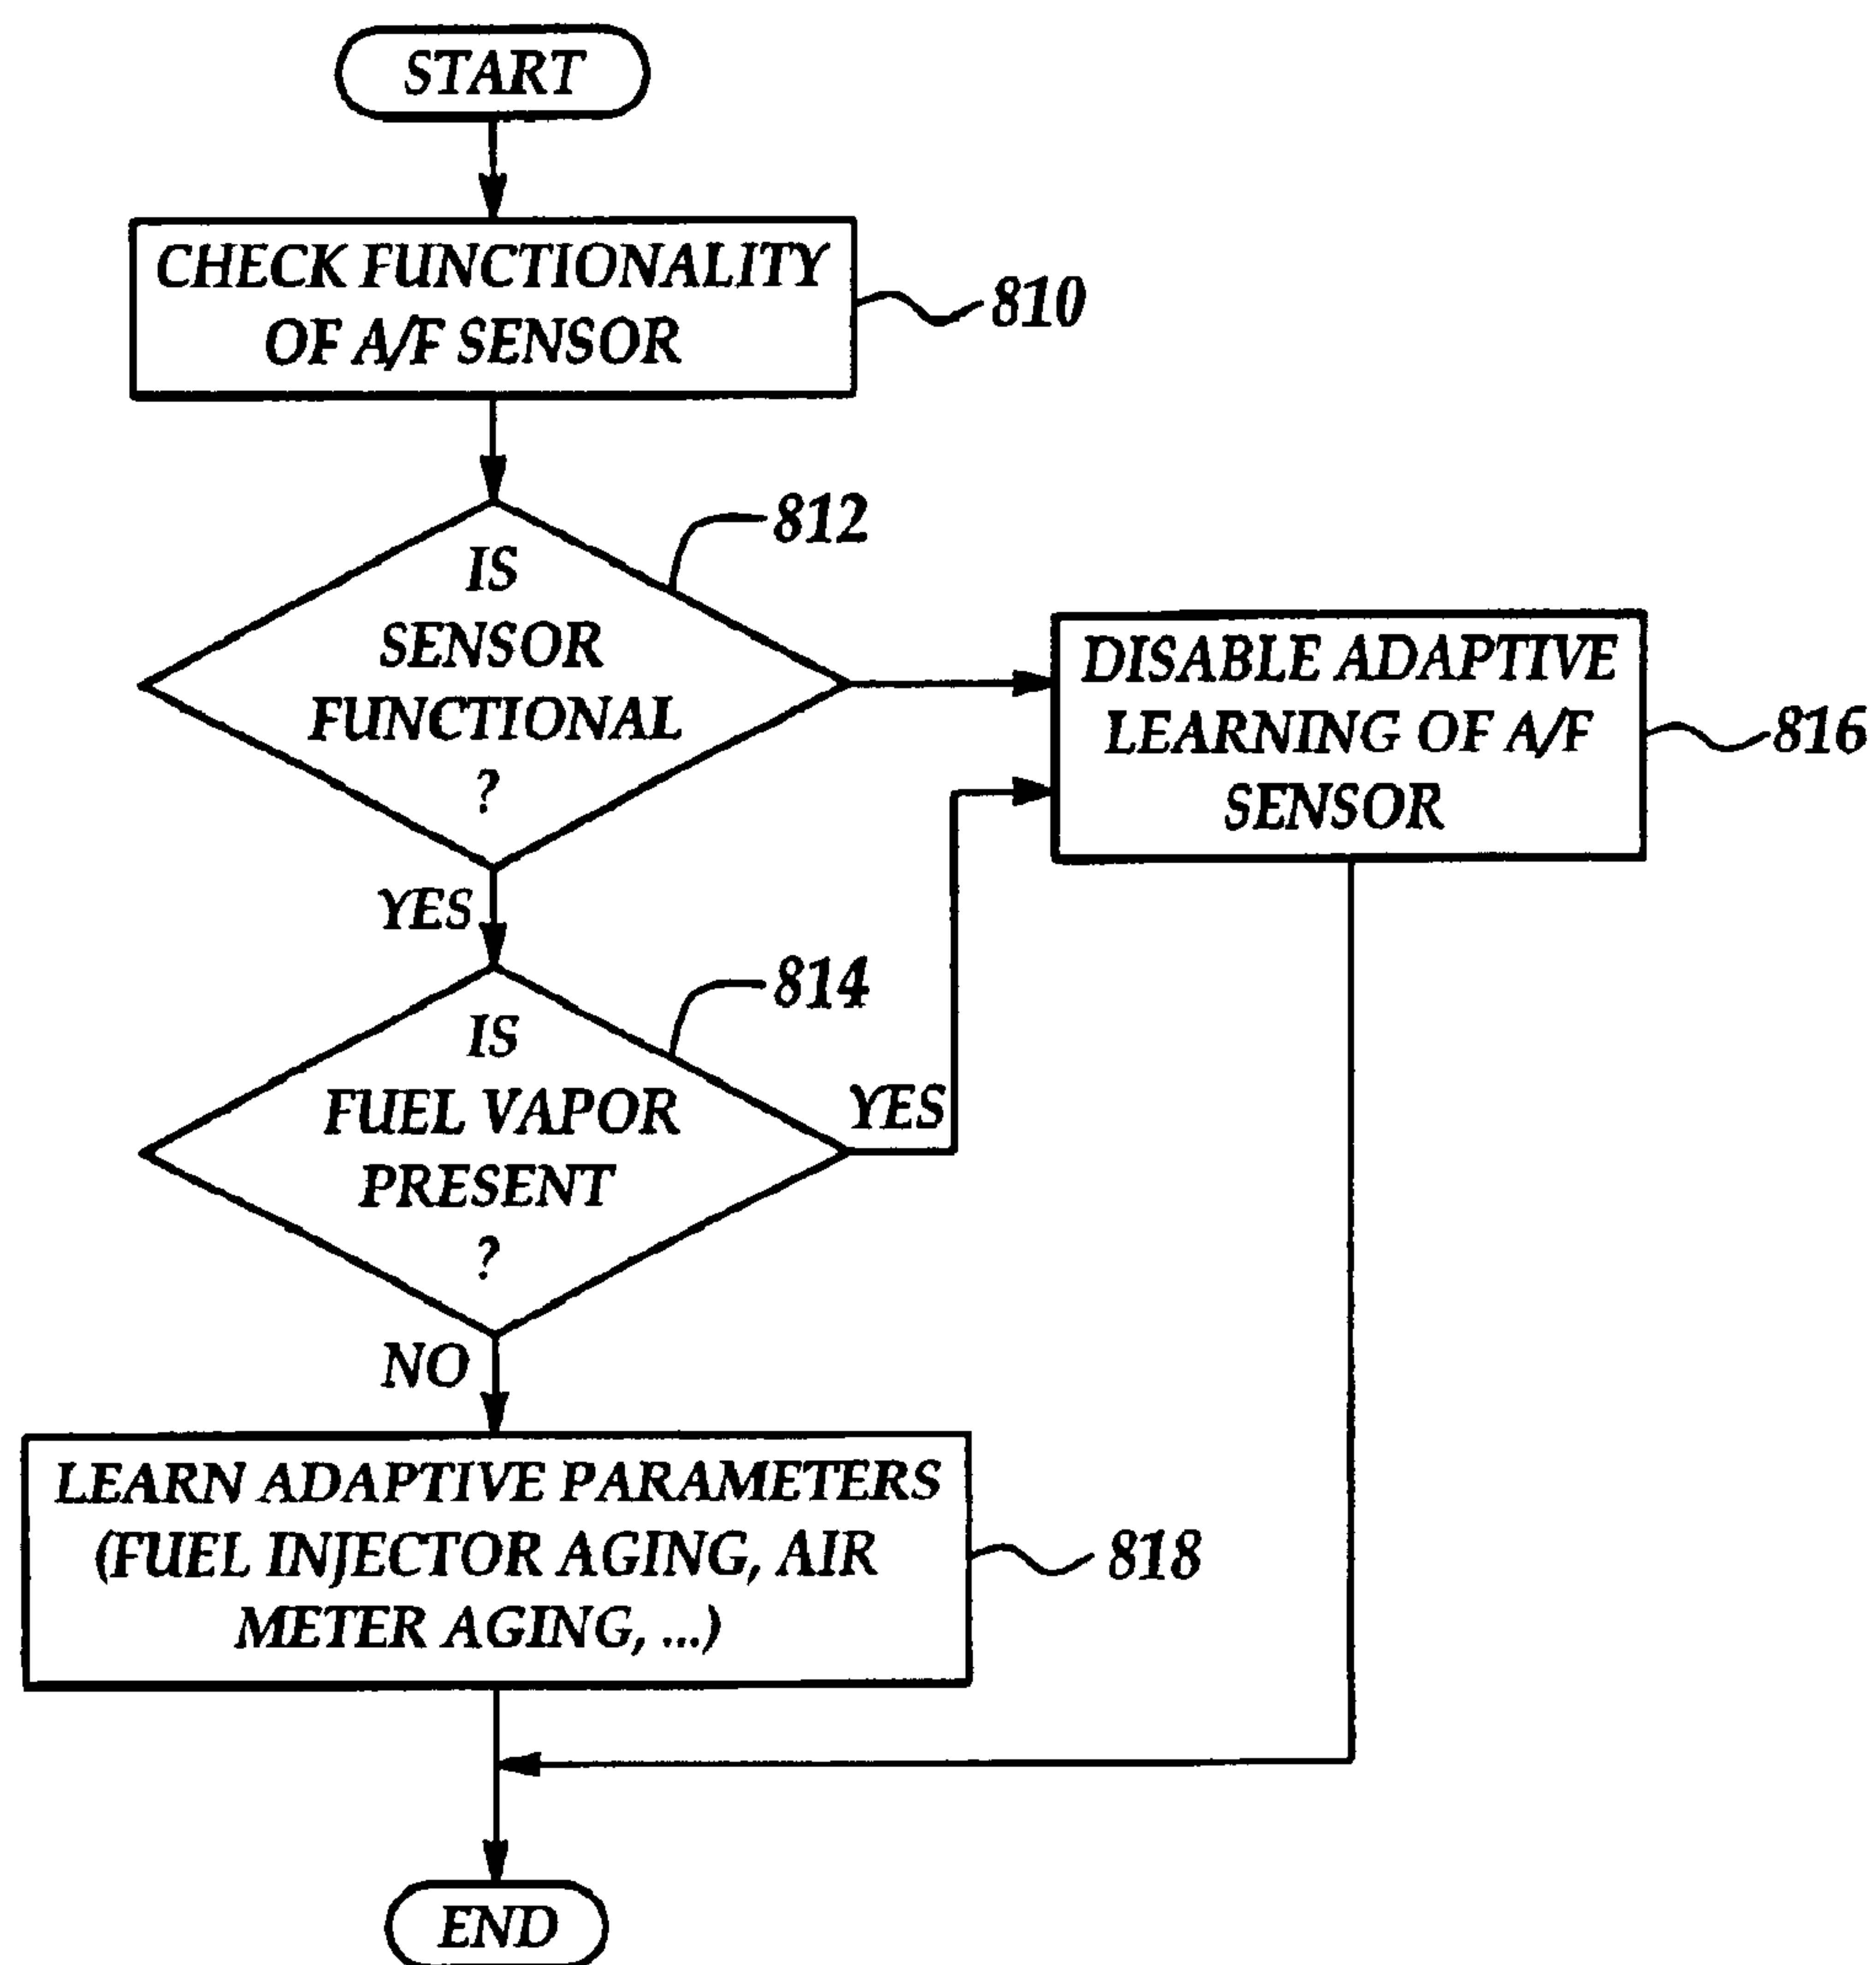 START
CHECK FUNCTIONALITY
OF A/F SENSOR
810
IS
SENSOR
FUNCTIONAL
?
812
DISABLE ADAPTIVE
LEARNING OF A/F
SENSOR
816
YES
IS
FUEL VAPOR
PRESENT
?
814
YES
NO
LEARN ADAPTIVE PARAMETERS
(FUEL INJECTOR AGING, AIR
METER AGING, ...)
818
END